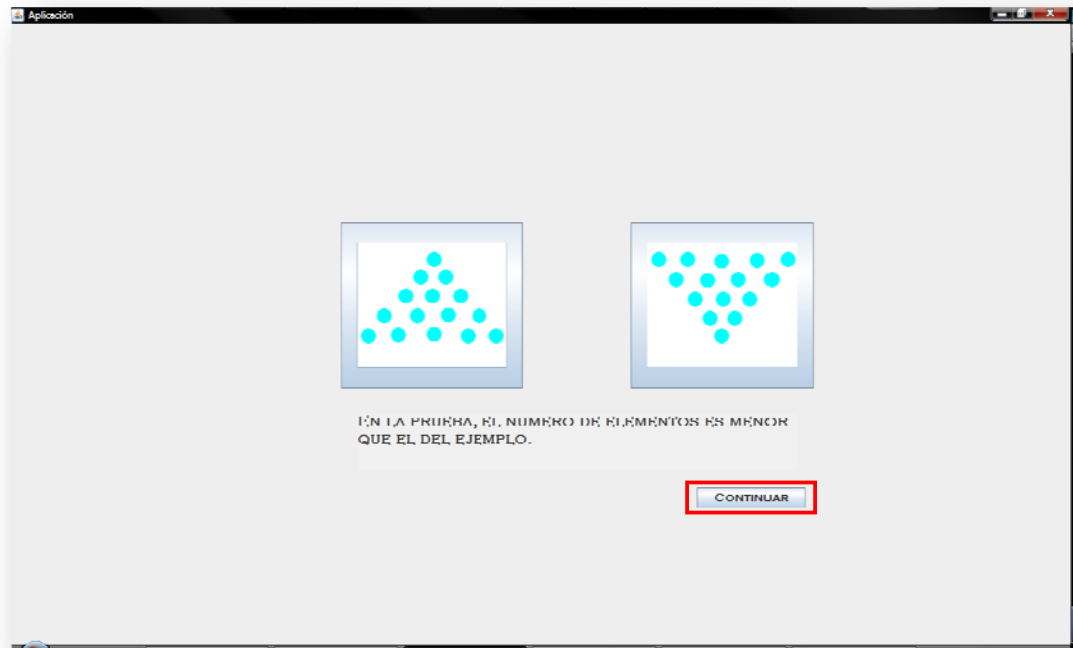 Aplicación
EN LA PRUEBA, EL NUMERO DE ELEMENTOS ES MENOR
QUE EL DEL EJEMPLO.
CONTINUAR